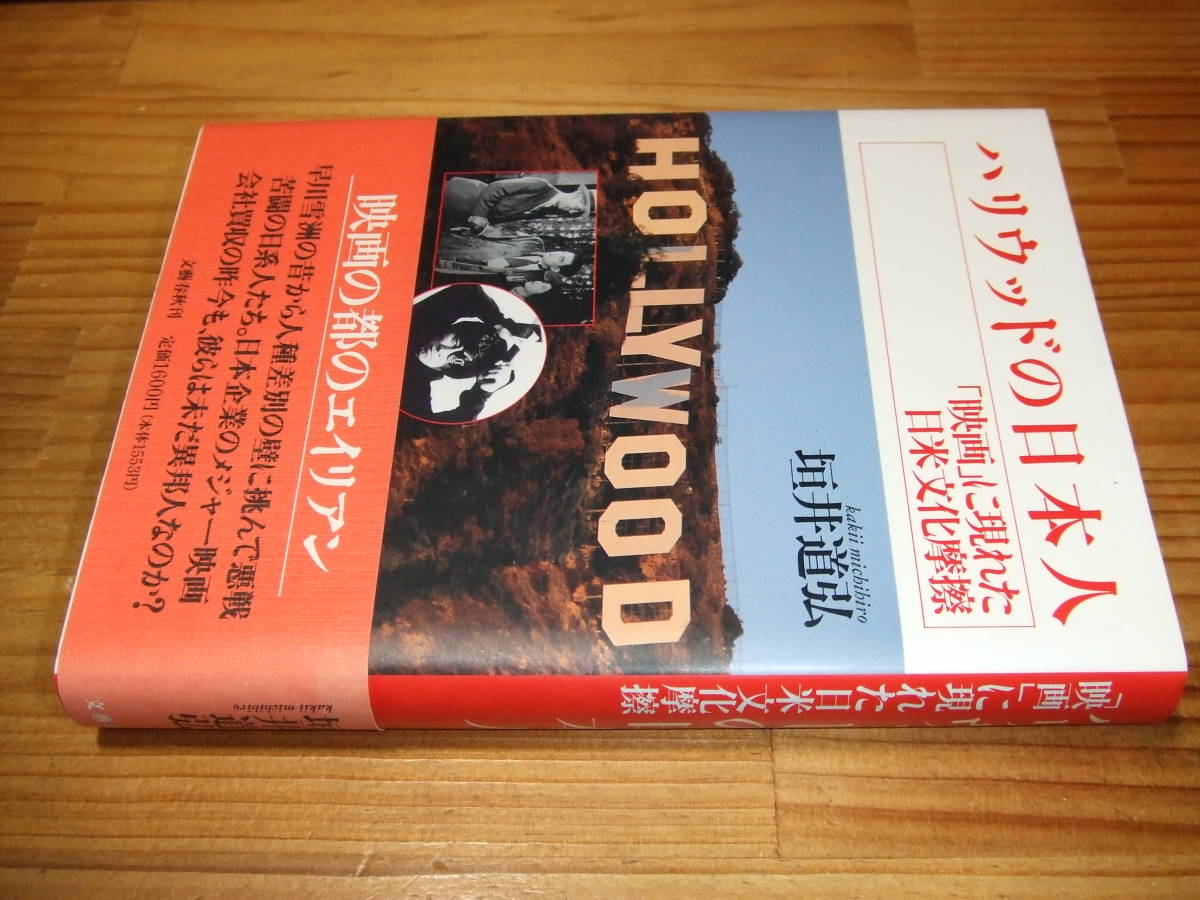 ハリウッドの日本人
「映画」に現れた
日米文化摩擦
垣井道弘
kakii michihiro
HOLLYWOOD
映画の都のエイリアン
早川雪洲の昔から人種差別の壁に挑んで悪戦
苦闘の日系人たち。日本企業のメジャー映画
会社買収の昨今も、彼らは未だ異邦人なのか?
文藝春秋刊
定価1600円(本体1553円)
「映画」に現れた日米文化摩擦
垣井道弘
kakii michihiro